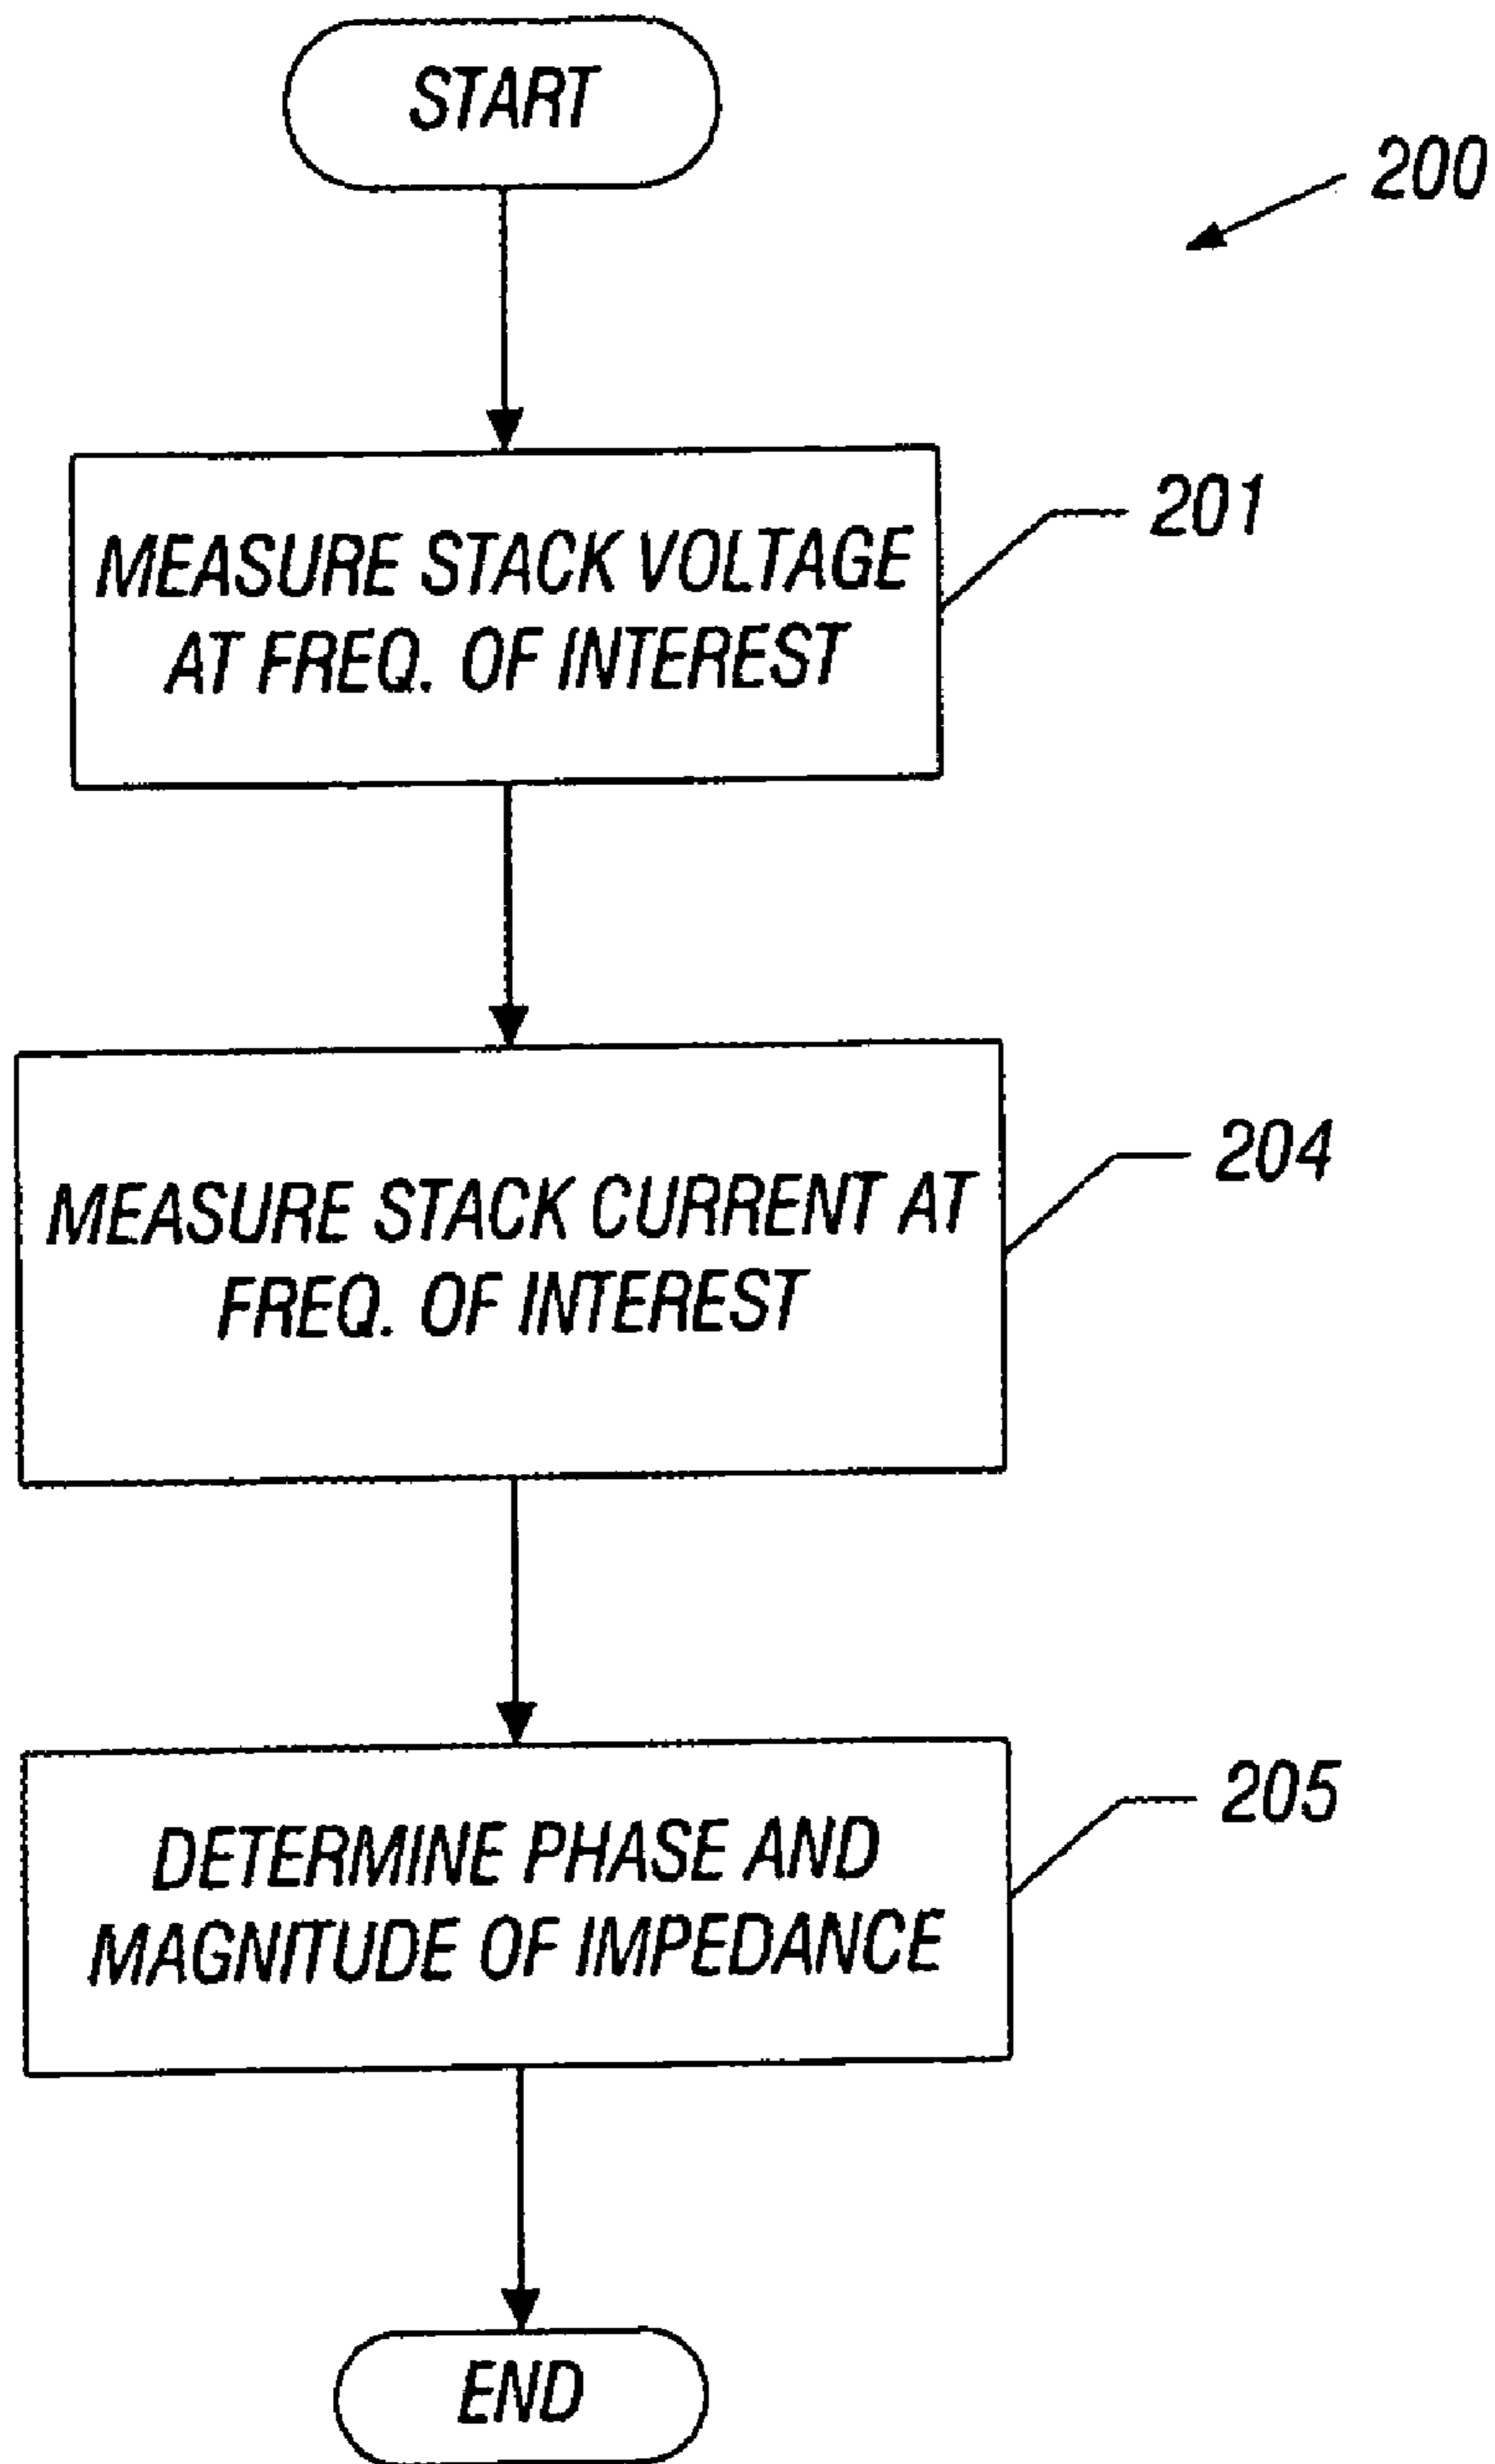 START
200
MEASURE STACK VOLTAGE
AT FREQ. OF INTEREST
201
MEASURE STACK CURRENT AT
FREQ. OF INTEREST
204
DETERMINE PHASE AND
MAGNITUDE OF IMPEDANCE
205
END